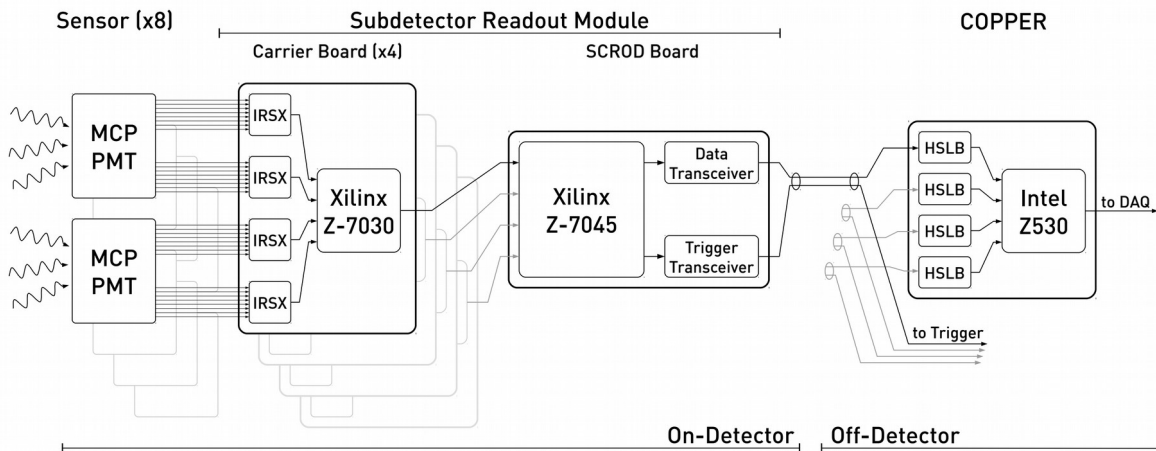 Sensor (x8)
Subdetector Readout Module
COPPER
Carrier Board (x4)
SCROD Board
MCP
PMT
MCP
PMT
IRSX
IRSX
IRSX
IRSX
Xilinx
Z-7030
Xilinx
Z-7045
Data
Transceiver
Trigger
Transceiver
HSLB
HSLB
HSLB
HSLB
Intel
Z530
to DAQ
to Trigger
On-Detector
Off-Detector